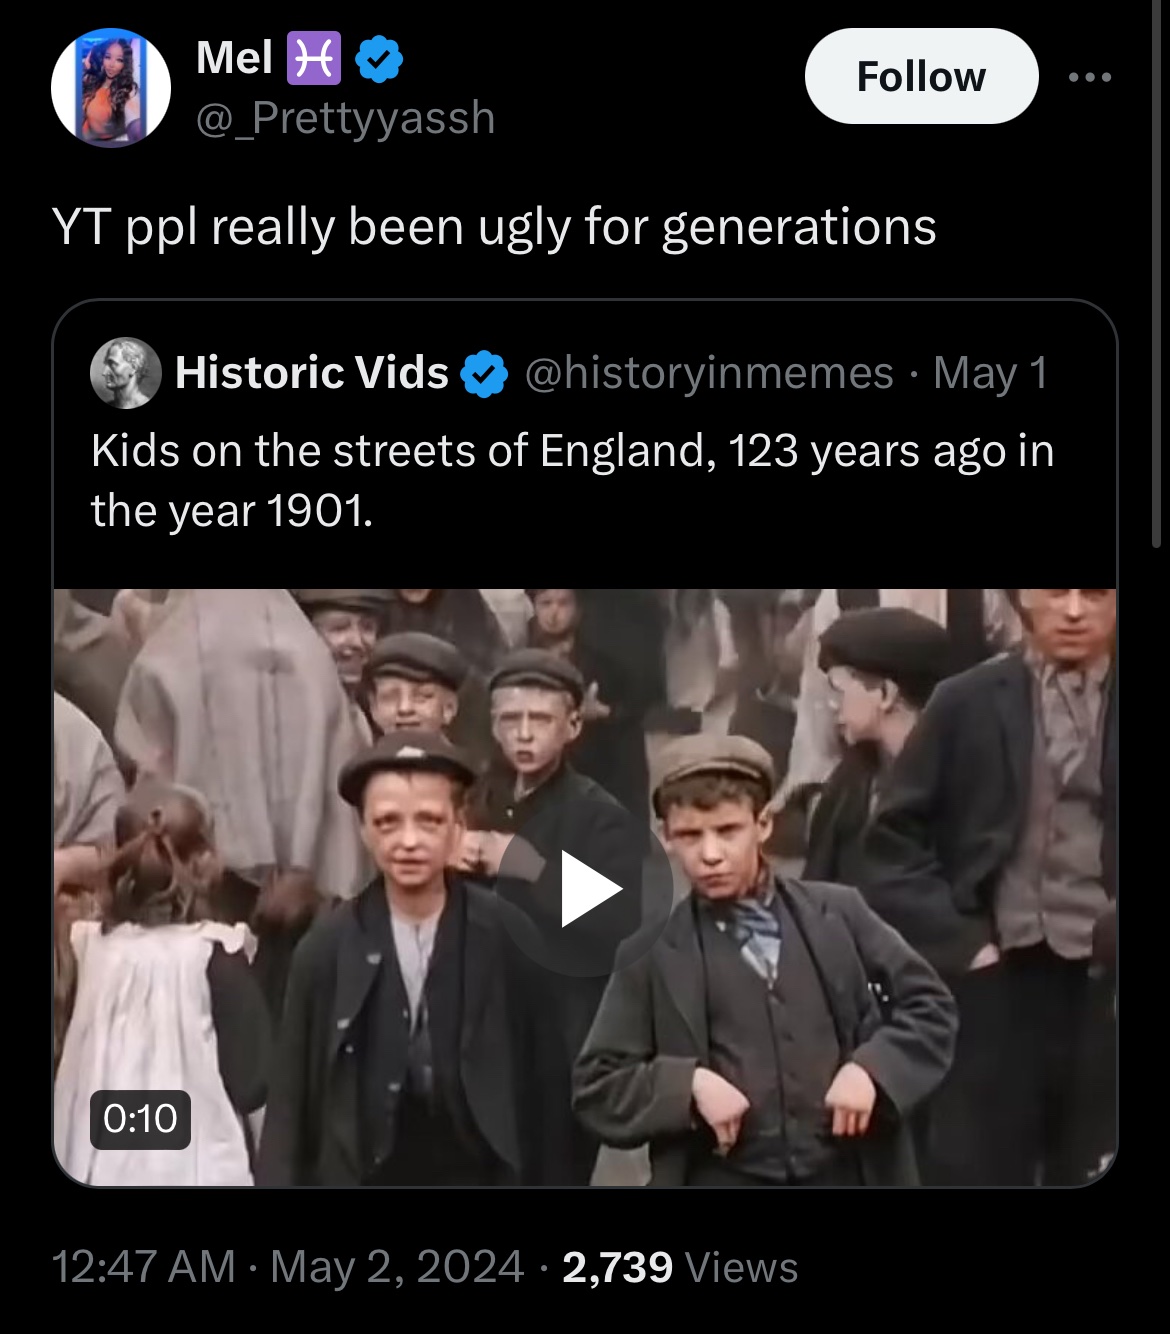 Mel ♓
Follow
@_Prettyyassh
YT ppl really been ugly for generations
Historic Vids @historyinmemes · May 1
Kids on the streets of England, 123 years ago in
the year 1901.
0:10
12:47 AM · May 2, 2024 · 2,739 Views